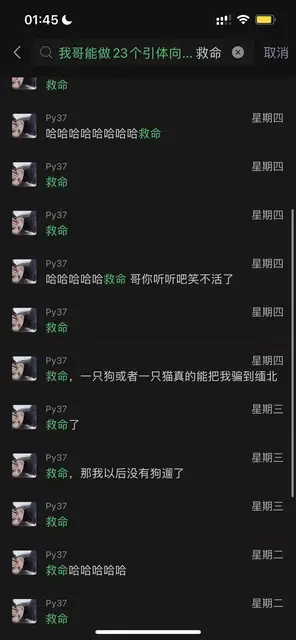 01:45
我哥能做23个引体向... 救命 取消
救命
Py37 星期四
哈哈哈哈哈哈哈哈救命
Py37 星期四
救命
Py37 星期四
救命
Py37 星期四
哈哈哈哈哈救命 哥你听听吧笑不活了
Py37 星期四
救命
Py37 星期四
救命，一只狗或者一只猫真的能把我骗到缅北
Py37 星期三
救命了
Py37 星期三
救命，那我以后没有狗遛了
Py37 星期三
救命
Py37 星期二
救命哈哈哈哈哈
Py37 星期二
救命